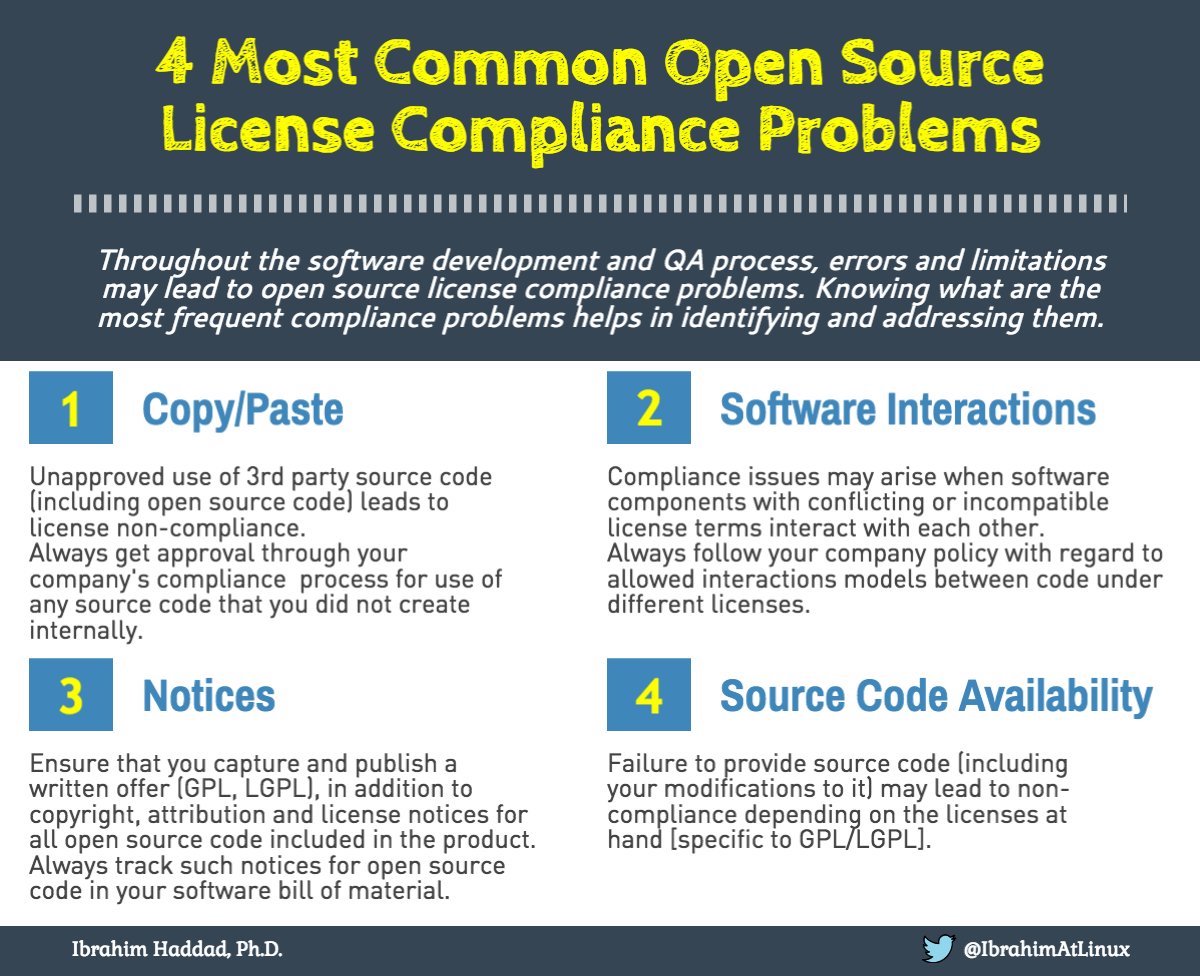 4 Most Common Open Source
License Compliance Problems
Throughout the software development and QA process, errors and limitations
may lead to open source license compliance problems. Knowing what are the
most frequent compliance problems helps in identifying and addressing them.
1 Copy/Paste
Unapproved use of 3rd party source code
(including open source code) leads to
license non-compliance.
Always get approval through your
company's compliance  process for use of
any source code that you did not create
internally.
2 Software Interactions
Compliance issues may arise when software
components with conflicting or incompatible
license terms interact with each other.
Always follow your company policy with regard to
allowed interactions models between code under
different licenses.
3 Notices
Ensure that you capture and publish a
written offer (GPL, LGPL), in addition to
copyright, attribution and license notices for
all open source code included in the product.
Always track such notices for open source
code in your software bill of material.
4 Source Code Availability
Failure to provide source code (including
your modifications to it) may lead to non-
compliance depending on the licenses at
hand [specific to GPL/LGPL].
Ibrahim Haddad, Ph.D.
@IbrahimAtLinux